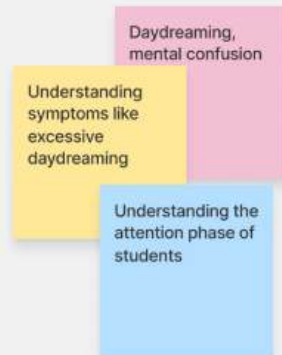 Daydreaming,
mental confusion
Understanding
symptoms like
excessive
daydreaming
Understanding the
attention phase of
students